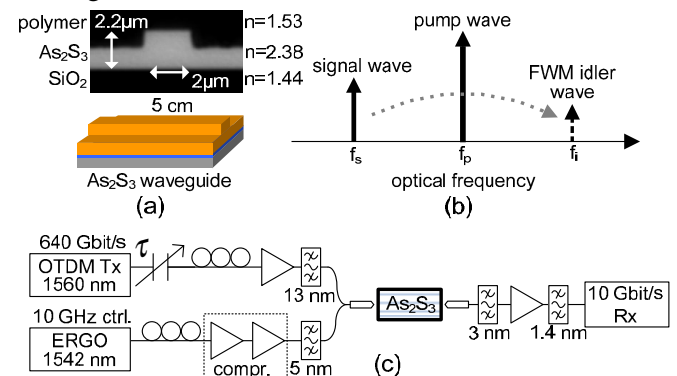 polymer 2.2μm n=1.53
As₂S₃ n=2.38
SiO₂ 2μm n=1.44
5 cm
As₂S₃ waveguide
(a)
pump wave
signal wave
FWM idler
wave
fₛ fₚ fᵢ
optical frequency
(b)
640 Gbit/s τ
OTDM Tx
1560 nm
13 nm
10 GHz ctrl.
ERGO
1542 nm
compr.
5 nm
As₂S₃
3 nm
1.4 nm
10 Gbit/s
Rx
(c)